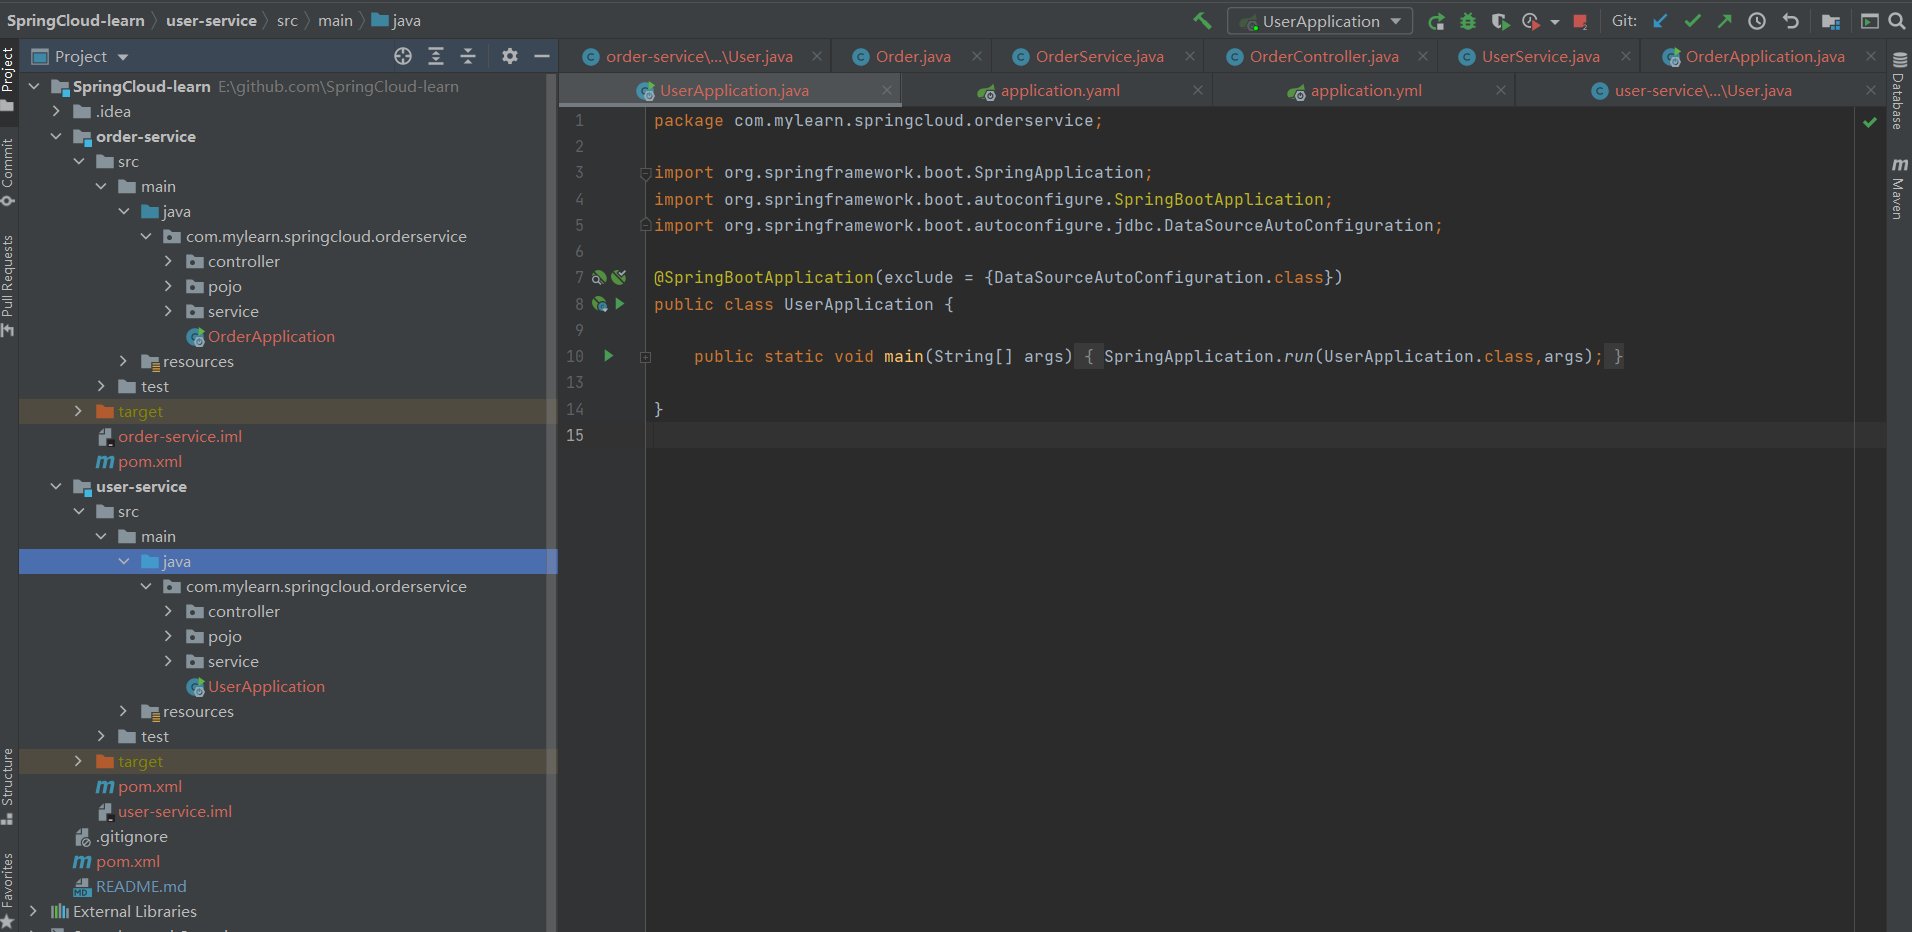 SpringCloud-learn user-service src main java
UserApplication
Git:
Project
order-service\...\User.java
Order.java
OrderService.java
OrderController.java
UserService.java
OrderApplication.java
UserApplication.java
application.yaml
application.yml
user-service\...\User.java
Project
Commit
Pull Requests
Structure
Favorites
SpringCloud-learn E:\github.com\SpringCloud-learn
.idea
order-service
src
main
java
com.mylearn.springcloud.orderservice
controller
pojo
service
OrderApplication
resources
test
target
order-service.iml
pom.xml
user-service
src
main
java
com.mylearn.springcloud.orderservice
controller
pojo
service
UserApplication
resources
test
target
pom.xml
user-service.iml
.gitignore
pom.xml
README.md
External Libraries
1 package com.mylearn.springcloud.orderservice;
2
3 import org.springframework.boot.SpringApplication;
4 import org.springframework.boot.autoconfigure.SpringBootApplication;
5 import org.springframework.boot.autoconfigure.jdbc.DataSourceAutoConfiguration;
6
7 @SpringBootApplication(exclude = {DataSourceAutoConfiguration.class})
8 public class UserApplication {
9
10 public static void main(String[] args) { SpringApplication.run(UserApplication.class,args); }
13
14 }
15
Database
Maven